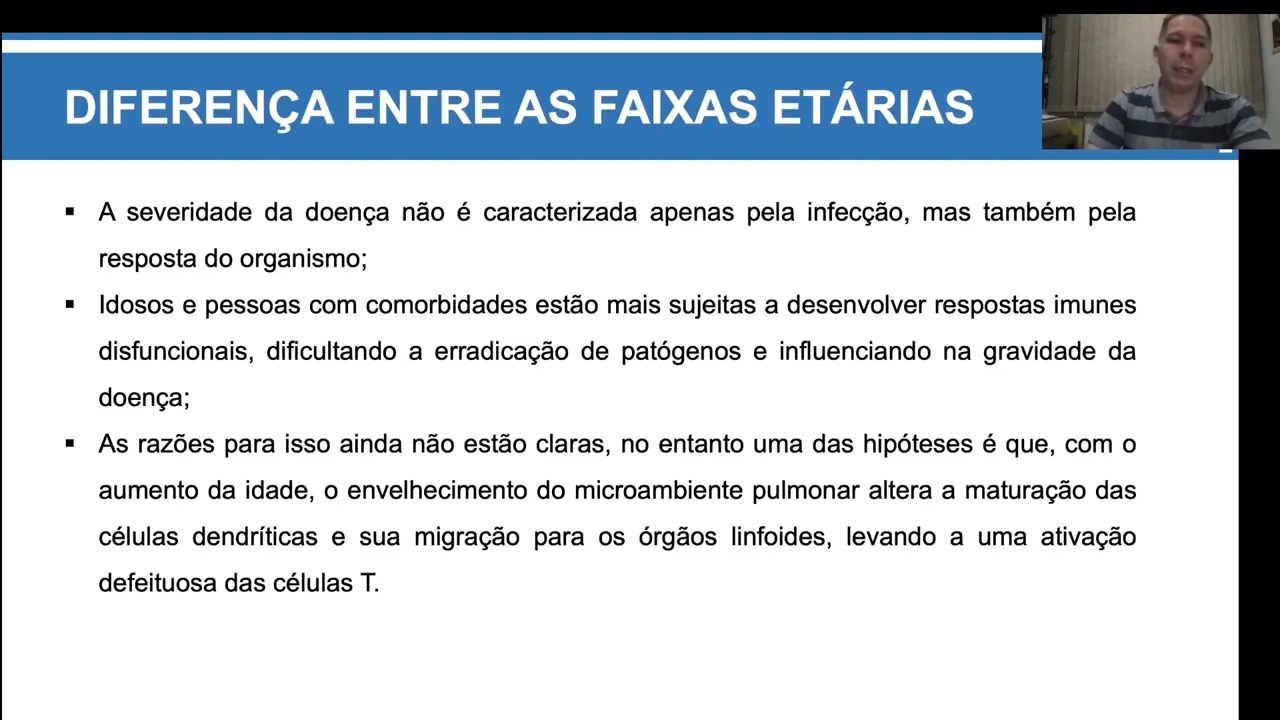 DIFERENÇA ENTRE AS FAIXAS ETÁRIAS
▪ A severidade da doença não é caracterizada apenas pela infecção, mas também pela
resposta do organismo;
▪ Idosos e pessoas com comorbidades estão mais sujeitas a desenvolver respostas imunes
disfuncionais, dificultando a erradicação de patógenos e influenciando na gravidade da
doença;
▪ As razões para isso ainda não estão claras, no entanto uma das hipóteses é que, com o
aumento da idade, o envelhecimento do microambiente pulmonar altera a maturação das
células dendríticas e sua migração para os órgãos linfoides, levando a uma ativação
defeituosa das células T.